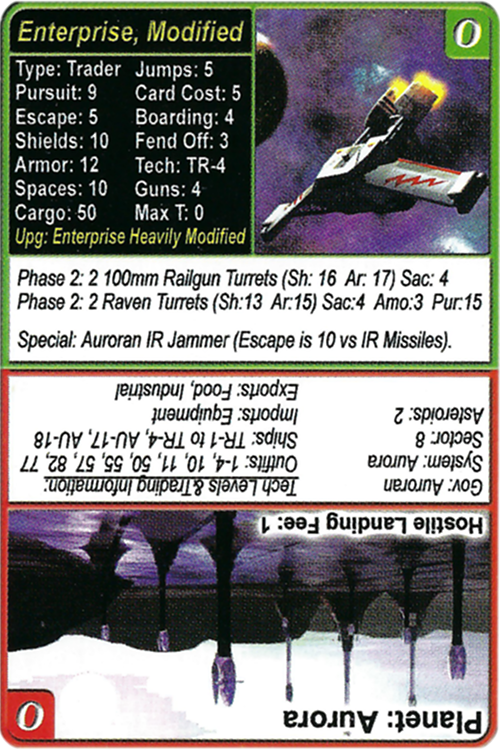 Enterprise, Modified
O
Type: Trader Jumps: 5
Pursuit: 9 Card Cost: 5
Escape: 5 Boarding: 4
Shields: 10 Fend Off: 3
Armor: 12 Tech: TR-4
Spaces: 10 Guns: 4
Cargo: 50 Max T: 0
Upg: Enterprise Heavily Modified
Phase 2: 2 100mm Railgun Turrets (Sh: 16 Ar: 17) Sac: 4
Phase 2: 2 Raven Turrets (Sh:13 Ar:15) Sac:4 Amo:3 Pur:15
Special: Auroran IR Jammer (Escape is 10 vs IR Missiles).
Planet: Aurora
O
Hostile Landing Fee: 1
Gov: Auroran Tech Levels & Trading Information:
System: Aurora Outfits: 1-4, 10, 11, 50, 55, 57, 82, 77
Sector: 8 Ships: TR-1 to TR-4, AU-17, AU-18
Asteroids: 2 Imports: Equipment
Exports: Food, Industrial